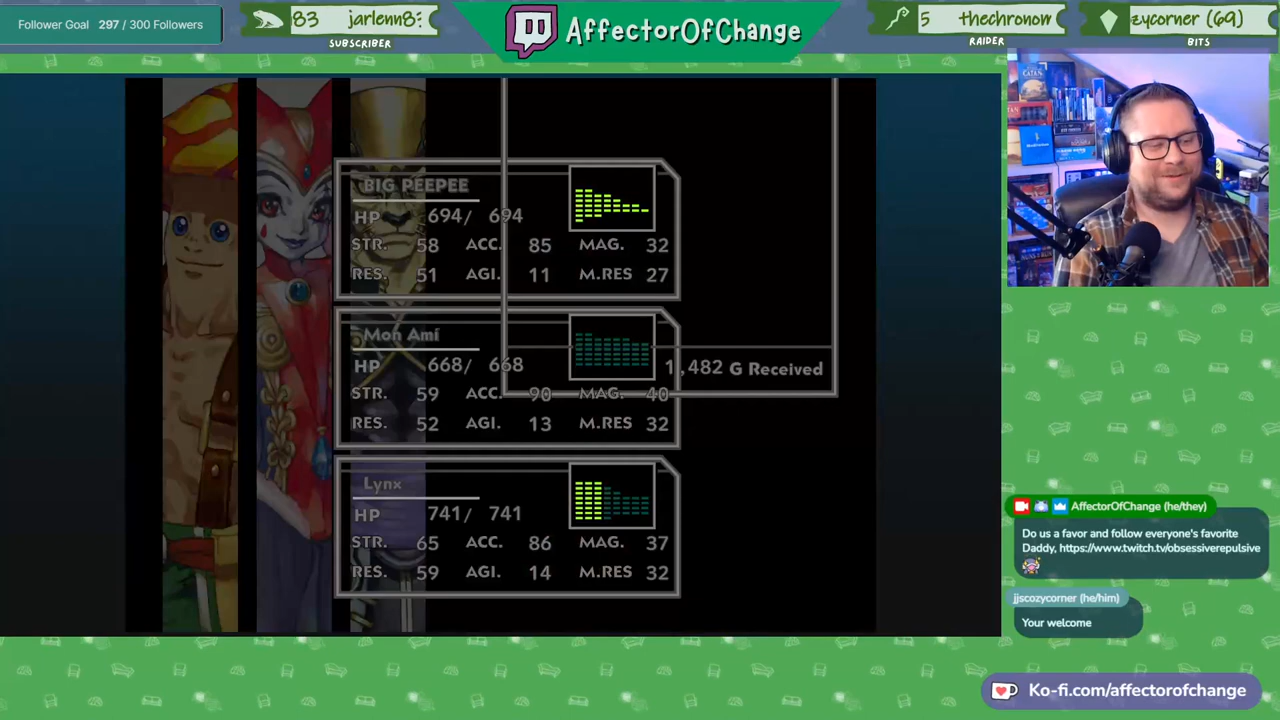 Follower Goal 297 / 300 Followers
83 jarlenn8
SUBSCRIBER
AffectorOfChange
5 thechronow
RAIDER
zycorner (69)
BITS
BIG PEEPEE
HP 694/ 694
STR. 58 ACC. 85 MAG. 32
RES. 51 AGI. 11 M.RES 27
Mon Ami
HP 668/ 668
STR. 59 ACC. 90 MAG. 40
RES. 52 AGI. 13 M.RES 32
1,482 G Received
Lynx
HP 741/ 741
STR. 65 ACC. 86 MAG. 37
RES. 59 AGI. 14 M.RES 32
CATAN
AffectorOfChange (he/they)
Do us a favor and follow everyone's favorite
Daddy, https://www.twitch.tv/obsessiverepulsive
jjscozycorner (he/him)
Your welcome
Ko-fi.com/affectorofchange